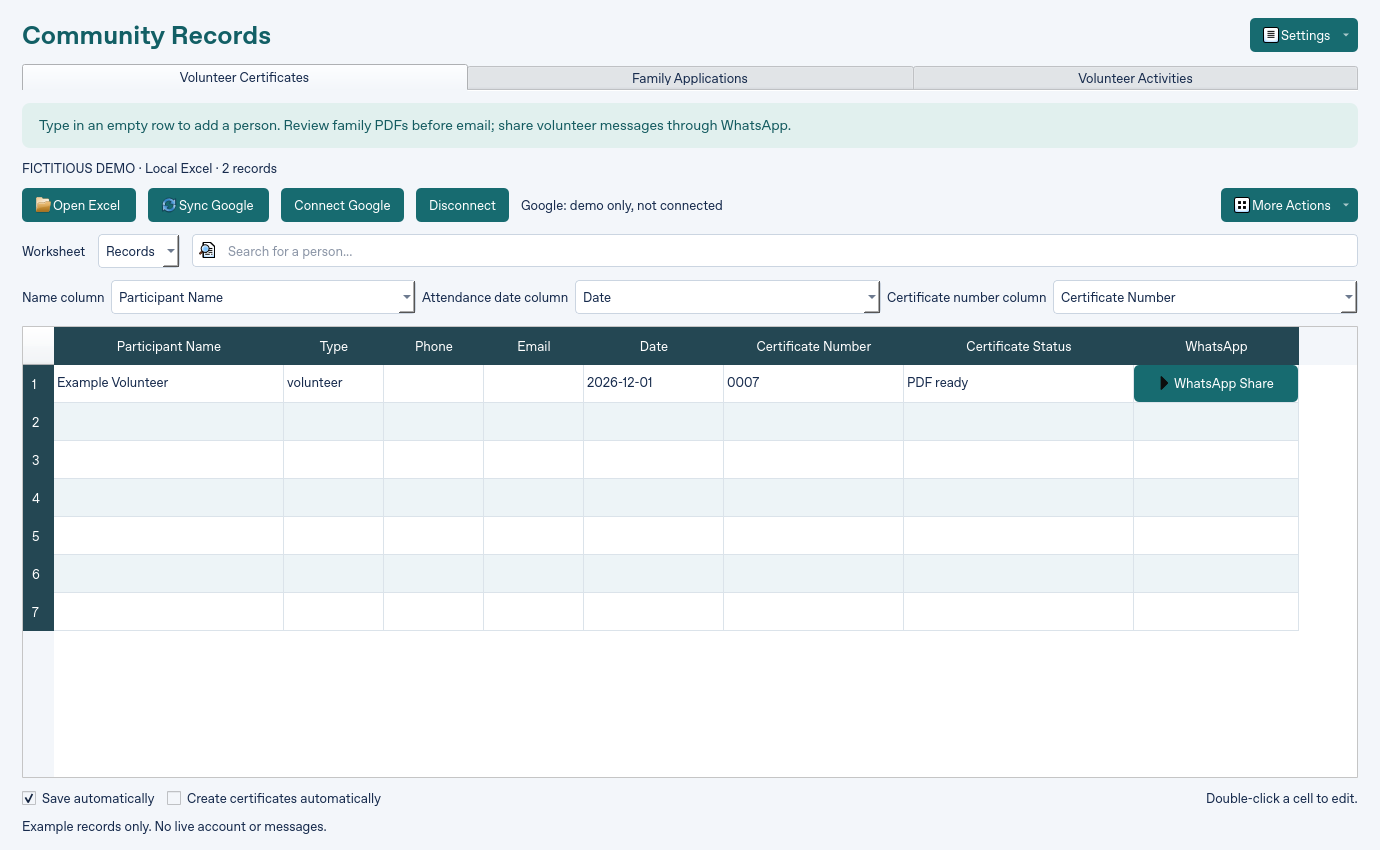 Community Records
Settings
Volunteer Certificates
Family Applications
Volunteer Activities
Type in an empty row to add a person. Review family PDFs before email; share volunteer messages through WhatsApp.
FICTITIOUS DEMO · Local Excel · 2 records
Open Excel
Sync Google
Connect Google
Disconnect
Google: demo only, not connected
More Actions
Worksheet
Records
Search for a person...
Name column
Participant Name
Attendance date column
Date
Certificate number column
Certificate Number
Participant Name
Type
Phone
Email
Date
Certificate Number
Certificate Status
WhatsApp
1
Example Volunteer
volunteer
2026-12-01
0007
PDF ready
WhatsApp Share
2
3
4
5
6
7
Save automatically
Create certificates automatically
Double-click a cell to edit.
Example records only. No live account or messages.